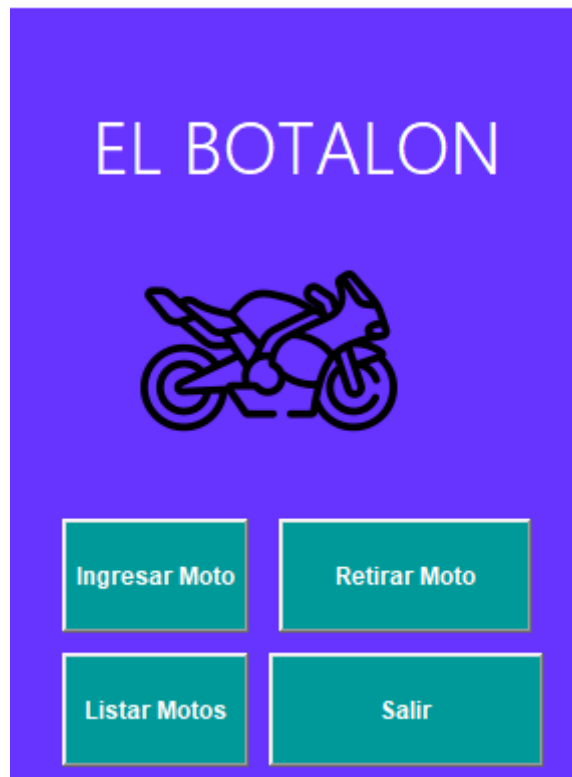 EL BOTALON
Ingresar Moto
Retirar Moto
Listar Motos
Salir